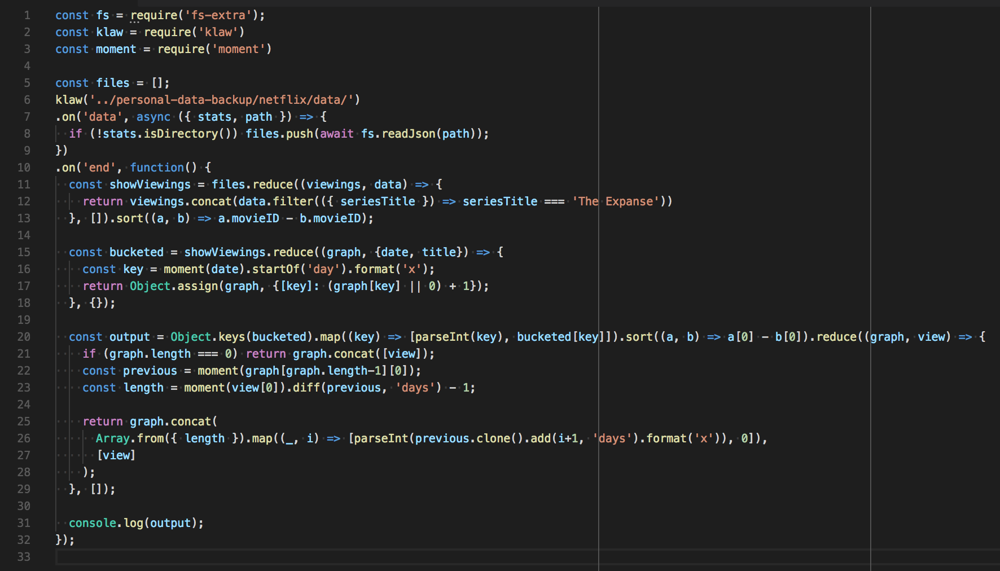 1 const fs = require('fs-extra');
2 const klaw = require('klaw')
3 const moment = require('moment')
4
5 const files = [];
6 klaw('../personal-data-backup/netflix/data/')
7 .on('data', async ({ stats, path }) => {
8   if (!stats.isDirectory()) files.push(await fs.readJson(path));
9 })
10 .on('end', function() {
11   const showViewings = files.reduce((viewings, data) => {
12     return viewings.concat(data.filter(({ seriesTitle }) => seriesTitle === 'The Expanse'))
13   }, []).sort((a, b) => a.movieID - b.movieID);
14
15   const bucketed = showViewings.reduce((graph, {date, title}) => {
16     const key = moment(date).startOf('day').format('x');
17     return Object.assign(graph, {[key]: (graph[key] || 0) + 1});
18   }, {});
19
20   const output = Object.keys(bucketed).map((key) => [parseInt(key), bucketed[key]]).sort((a, b) => a[0] - b[0]).reduce((graph, view) => {
21     if (graph.length === 0) return graph.concat([view]);
22     const previous = moment(graph[graph.length-1][0]);
23     const length = moment(view[0]).diff(previous, 'days') - 1;
24
25     return graph.concat(
26       Array.from({ length }).map((_, i) => [parseInt(previous.clone().add(i+1, 'days').format('x')), 0]),
27       [view]
28     );
29   }, []);
30
31   console.log(output);
32 });
33